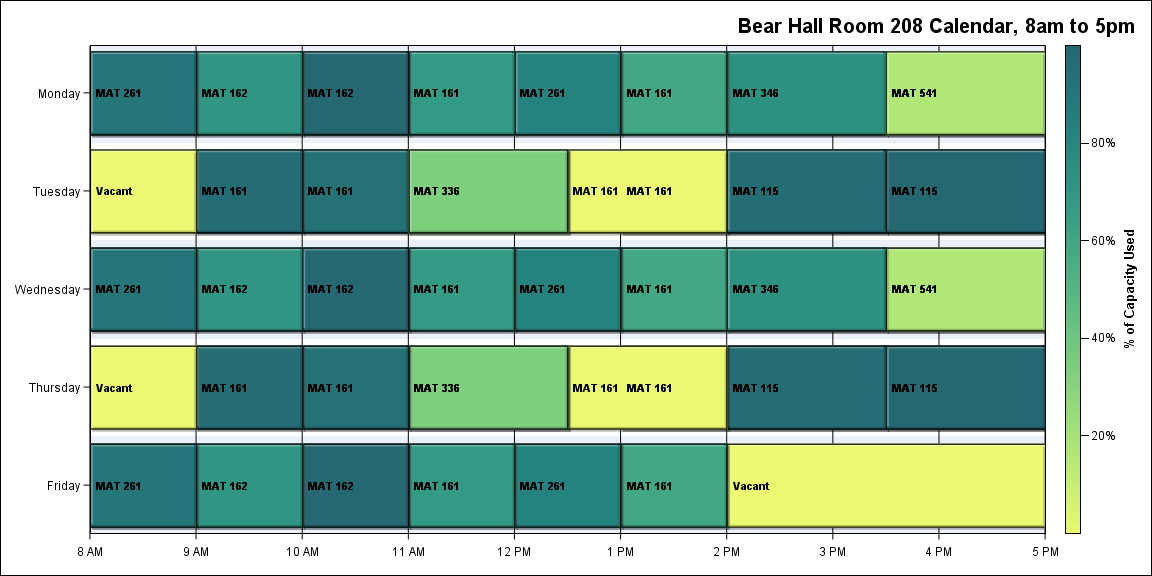 Bear Hall Room 208 Calendar, 8am to 5pm
Monday
MAT 261
MAT 162
MAT 162
MAT 161
MAT 261
MAT 161
MAT 346
MAT 541
Tuesday
Vacant
MAT 161
MAT 161
MAT 336
MAT 161
MAT 161
MAT 115
MAT 115
Wednesday
MAT 261
MAT 162
MAT 162
MAT 161
MAT 261
MAT 161
MAT 346
MAT 541
Thursday
Vacant
MAT 161
MAT 161
MAT 336
MAT 161
MAT 161
MAT 115
MAT 115
Friday
MAT 261
MAT 162
MAT 162
MAT 161
MAT 261
MAT 161
Vacant
8 AM
9 AM
10 AM
11 AM
12 PM
1 PM
2 PM
3 PM
4 PM
5 PM
80%
60%
40%
20%
% of Capacity Used